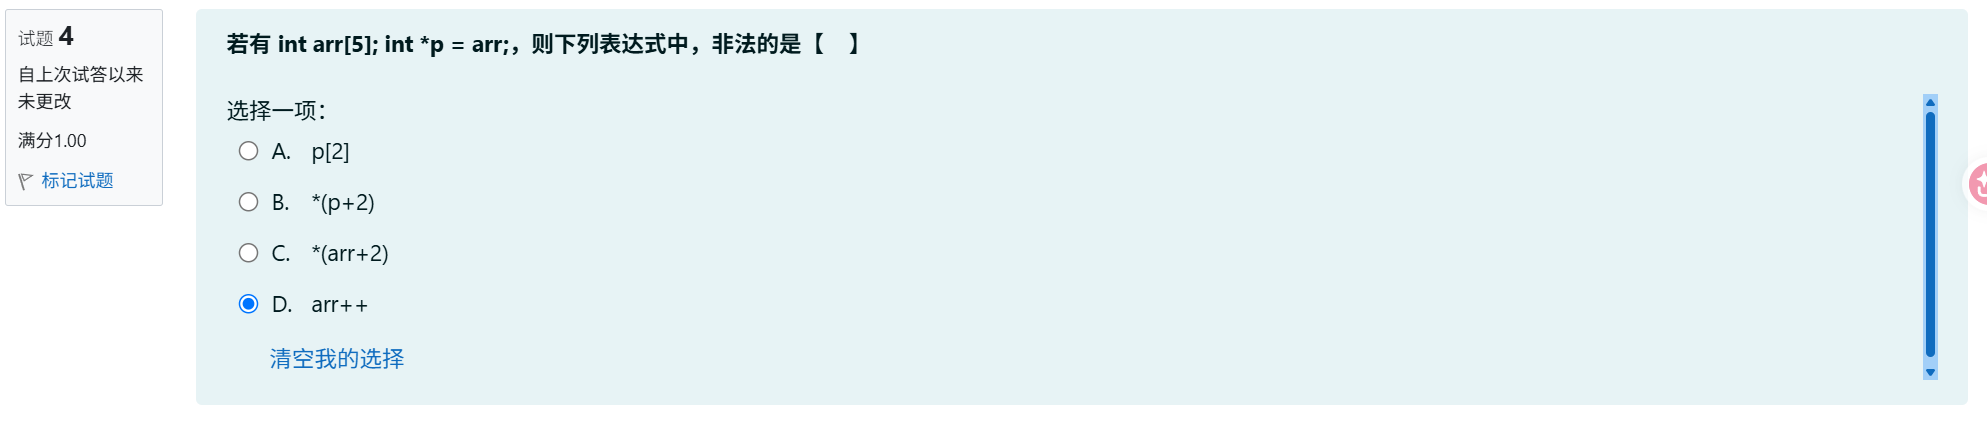 试题 4
自上次试答以来
未更改
满分1.00
标记试题
若有 int arr[5]; int *p = arr;，则下列表达式中，非法的是【　】
选择一项：
A. p[2]
B. *(p+2)
C. *(arr+2)
D. arr++
清空我的选择